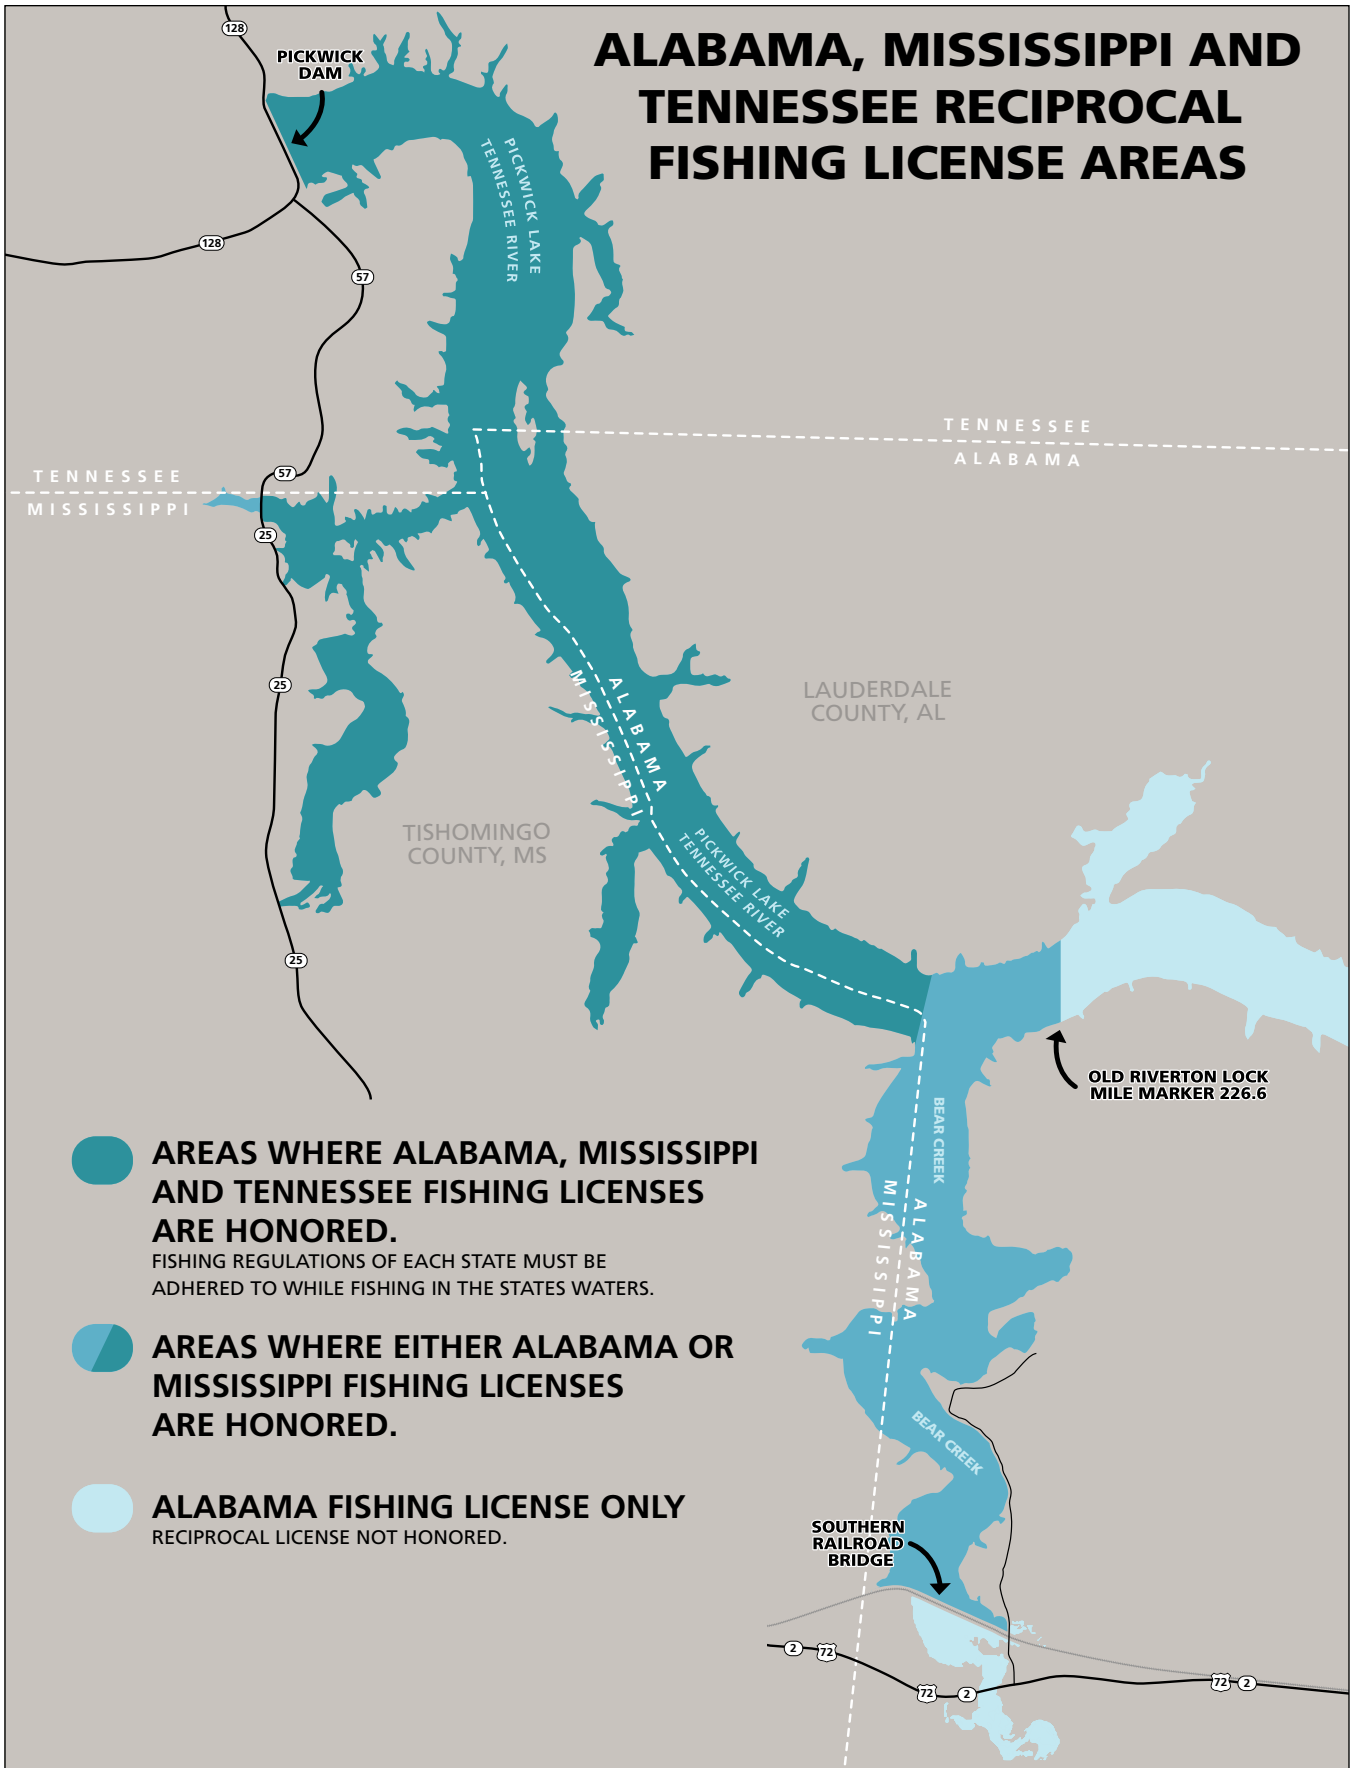 ALABAMA, MISSISSIPPI AND
TENNESSEE RECIPROCAL
FISHING LICENSE AREAS
128
PICKWICK
DAM
PICKWICK LAKE
TENNESSEE RIVER
128
57
TENNESSEE
ALABAMA
57
TENNESSEE
MISSISSIPPI
25
25
ALABAMA
MISSISSIPPI
LAUDERDALE
COUNTY, AL
TISHOMINGO
COUNTY, MS
PICKWICK LAKE
TENNESSEE RIVER
25
OLD RIVERTON LOCK
MILE MARKER 226.6
BEAR CREEK
MISSISSIPPI
ALABAMA
AREAS WHERE ALABAMA, MISSISSIPPI
AND TENNESSEE FISHING LICENSES
ARE HONORED.
FISHING REGULATIONS OF EACH STATE MUST BE
ADHERED TO WHILE FISHING IN THE STATES WATERS.
AREAS WHERE EITHER ALABAMA OR
MISSISSIPPI FISHING LICENSES
ARE HONORED.
BEAR CREEK
ALABAMA FISHING LICENSE ONLY
RECIPROCAL LICENSE NOT HONORED.
SOUTHERN
RAILROAD
BRIDGE
2
72
72
2
72
2